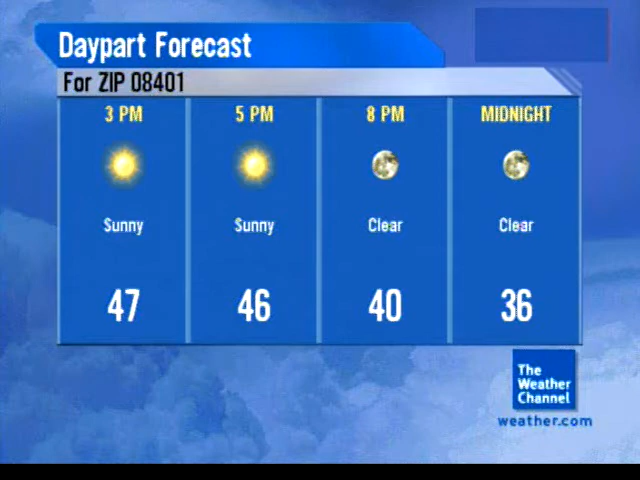 Daypart Forecast
For ZIP 08401
3 PM 5 PM 8 PM MIDNIGHT
Sunny Sunny Clear Clear
47 46 40 36
The
Weather
Channel
weather.com